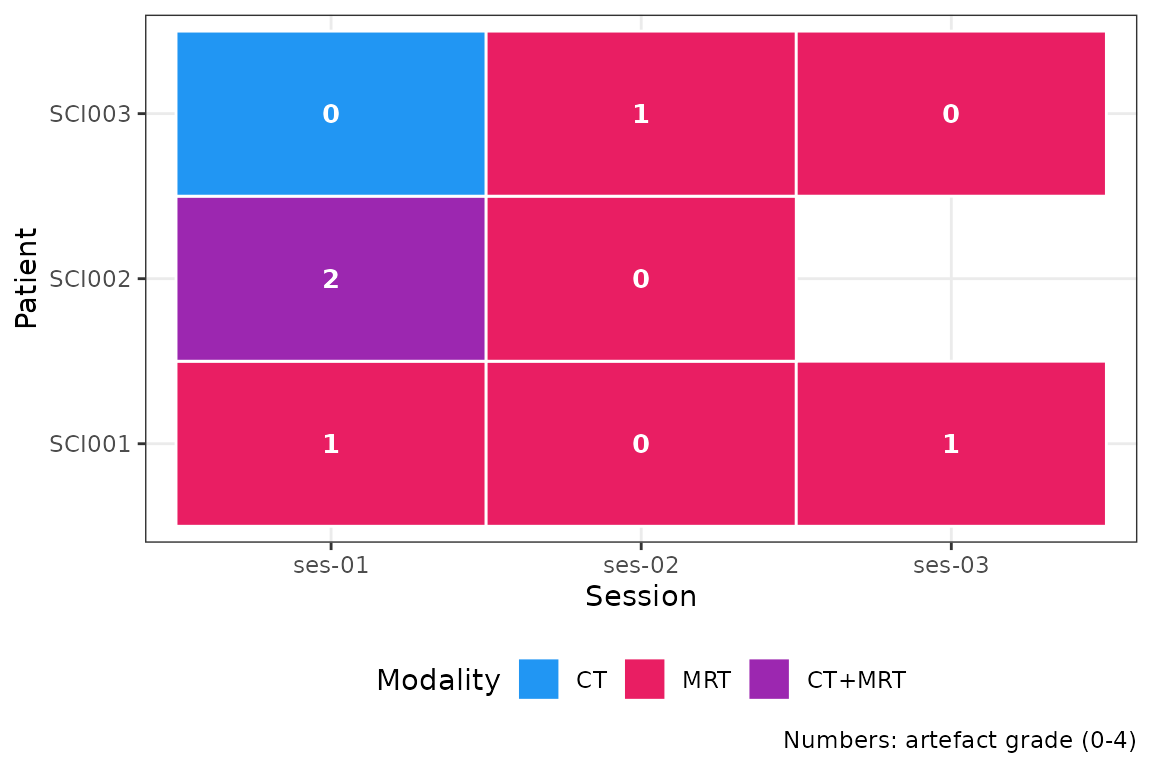 Patient
SCI003
0 1 0
SCI002
2 0
SCI001
1 0 1
ses-01 ses-02 ses-03
Session
Modality CT MRT CT+MRT
Numbers: artefact grade (0-4)